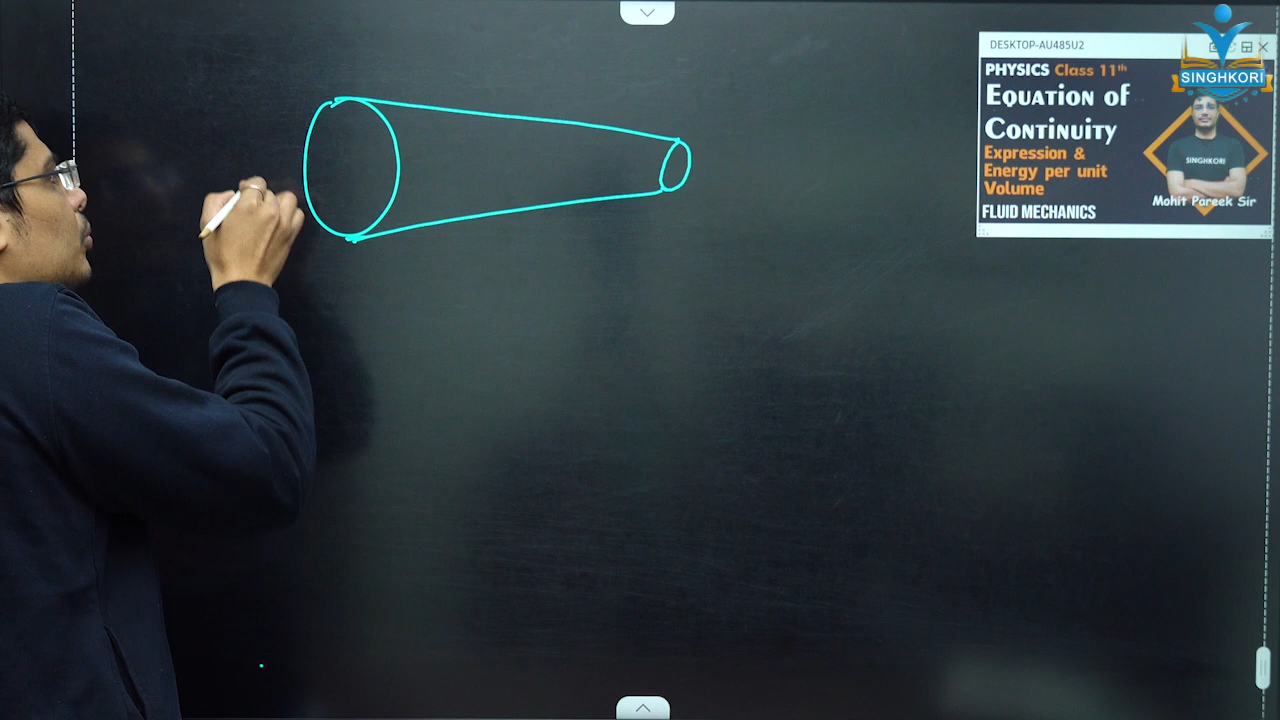 DESKTOP-AU485U2
PHYSICS Class 11th
EQUATION OF
CONTINUITY
Expression &
Energy per unit
Volume
FLUID MECHANICS
SINGHKORI
SINGHKORI
Mohit Pareek Sir